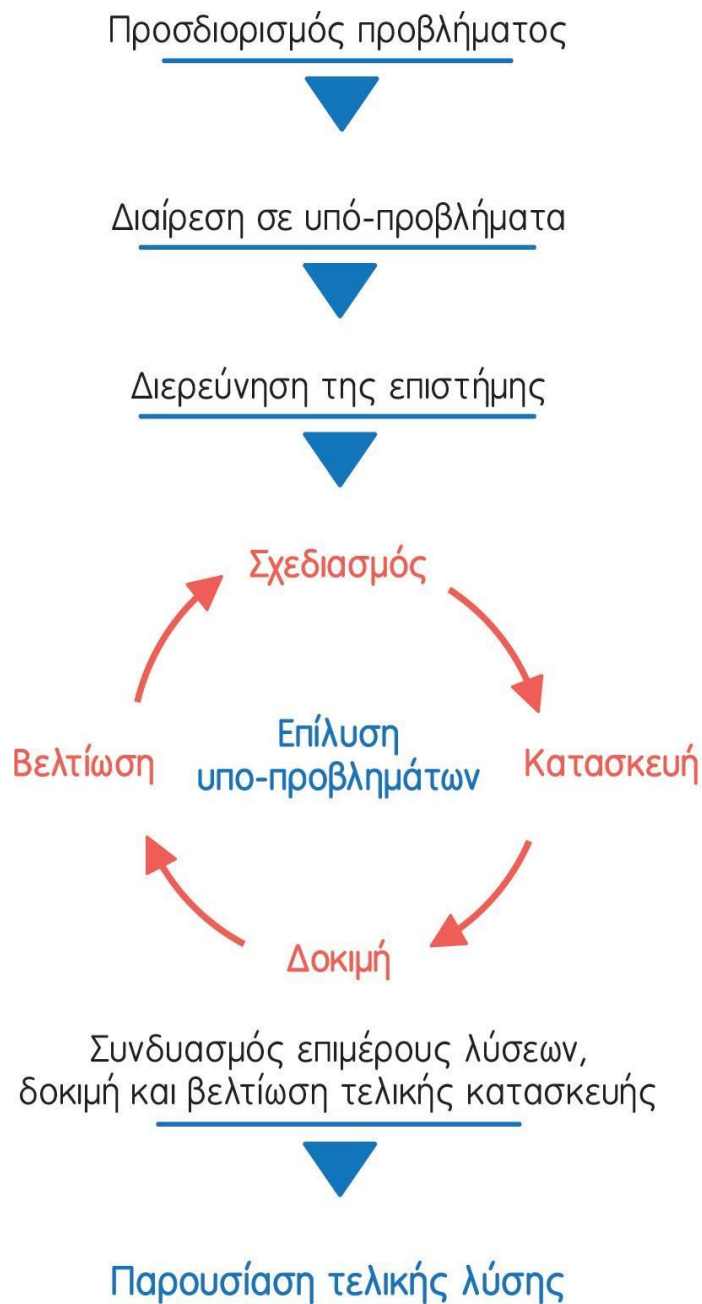 Προσδιορισμός προβλήματος
Διαίρεση σε υπό-προβλήματα
Διερεύνηση της επιστήμης
Σχεδιασμός
Βελτίωση
Επίλυση
υπο-προβλημάτων
Κατασκευή
Δοκιμή
Συνδυασμός επιμέρους λύσεων,
δοκιμή και βελτίωση τελικής κατασκευής
Παρουσίαση τελικής λύσης